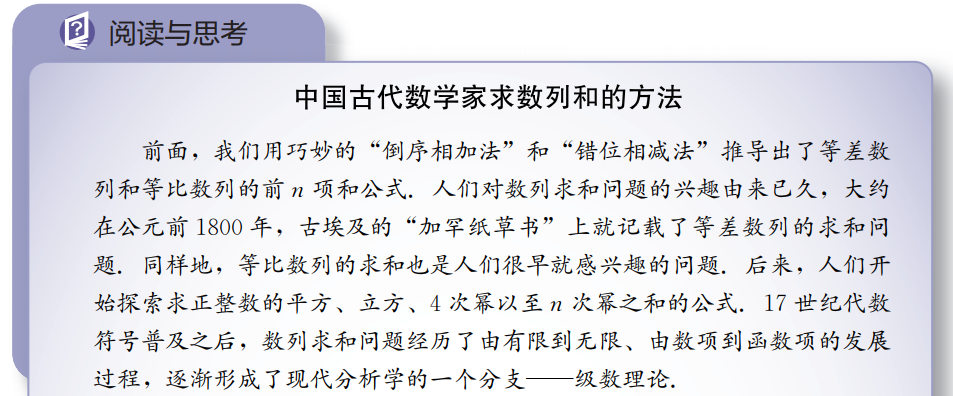 阅读与思考
中国古代数学家求数列和的方法
前面，我们用巧妙的“倒序相加法”和“错位相减法”推导出了等差数
列和等比数列的前 n 项和公式．人们对数列求和问题的兴趣由来已久，大约
在公元前 1800 年，古埃及的“加罕纸草书”上就记载了等差数列的求和问
题．同样地，等比数列的求和也是人们很早就感兴趣的问题．后来，人们开
始探索求正整数的平方、立方、4 次幂以至 n 次幂之和的公式．17 世纪代数
符号普及之后，数列求和问题经历了由有限到无限、由数项到函数项的发展
过程，逐渐形成了现代分析学的一个分支——级数理论．